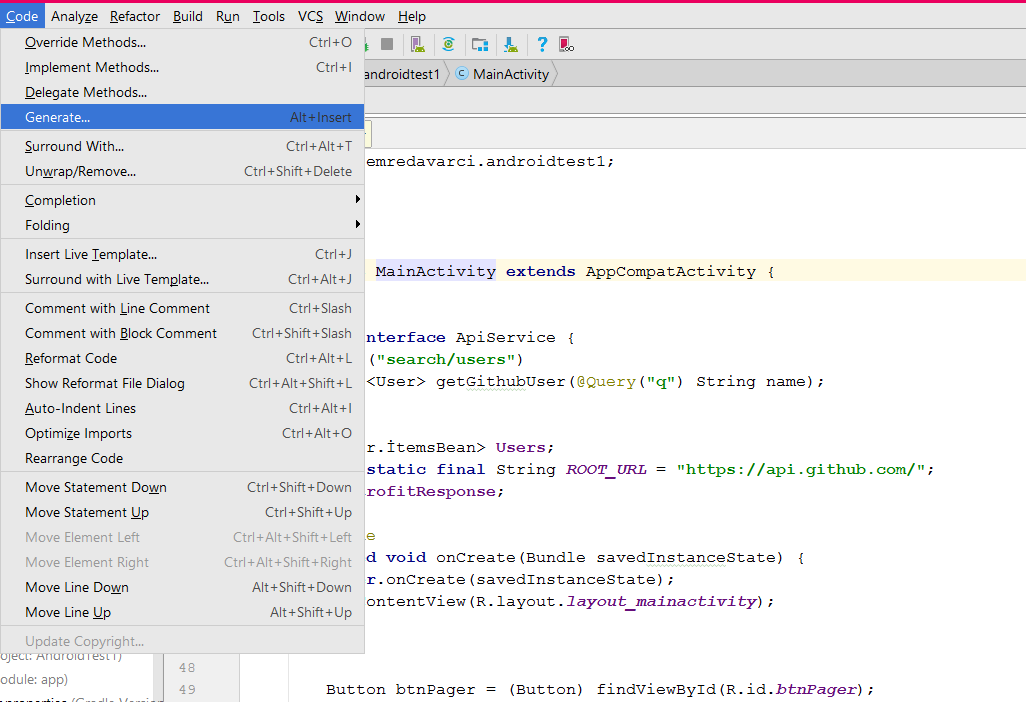 Code Analyze Refactor Build Run Tools VCS Window Help
Override Methods... Ctrl+O
Implement Methods... Ctrl+I
androidtest1 MainActivity
Delegate Methods...
Generate... Alt+Insert
Surround With... Ctrl+Alt+T
emredavarci.androidtest1;
Unwrap/Remove... Ctrl+Shift+Delete
Completion
Folding
Insert Live Template... Ctrl+J
MainActivity extends AppCompatActivity {
Surround with Live Template... Ctrl+Alt+J
Comment with Line Comment Ctrl+Slash
Comment with Block Comment Ctrl+Shift+Slash
nterface ApiService {
Reformat Code Ctrl+Alt+L
("search/users")
Show Reformat File Dialog Ctrl+Alt+Shift+L
<User> getGithubUser(@Query("q") String name);
Auto-Indent Lines Ctrl+Alt+I
Optimize Imports Ctrl+Alt+O
r.İtemsBean> Users;
Rearrange Code
static final String ROOT_URL = "https://api.github.com/";
Move Statement Down Ctrl+Shift+Down
rofitResponse;
Move Statement Up Ctrl+Shift+Up
Move Element Left Ctrl+Alt+Shift+Left
e
Move Element Right Ctrl+Alt+Shift+Right
d void onCreate(Bundle savedInstanceState) {
Move Line Down Alt+Shift+Down
r.onCreate(savedInstanceState);
Move Line Up Alt+Shift+Up
ontentView(R.layout.layout_mainactivity);
Update Copyright...
oject: AndroidTest1)
48
odule: app)
49 Button btnPager = (Button) findViewById(R.id.btnPager);
(Gradle Version